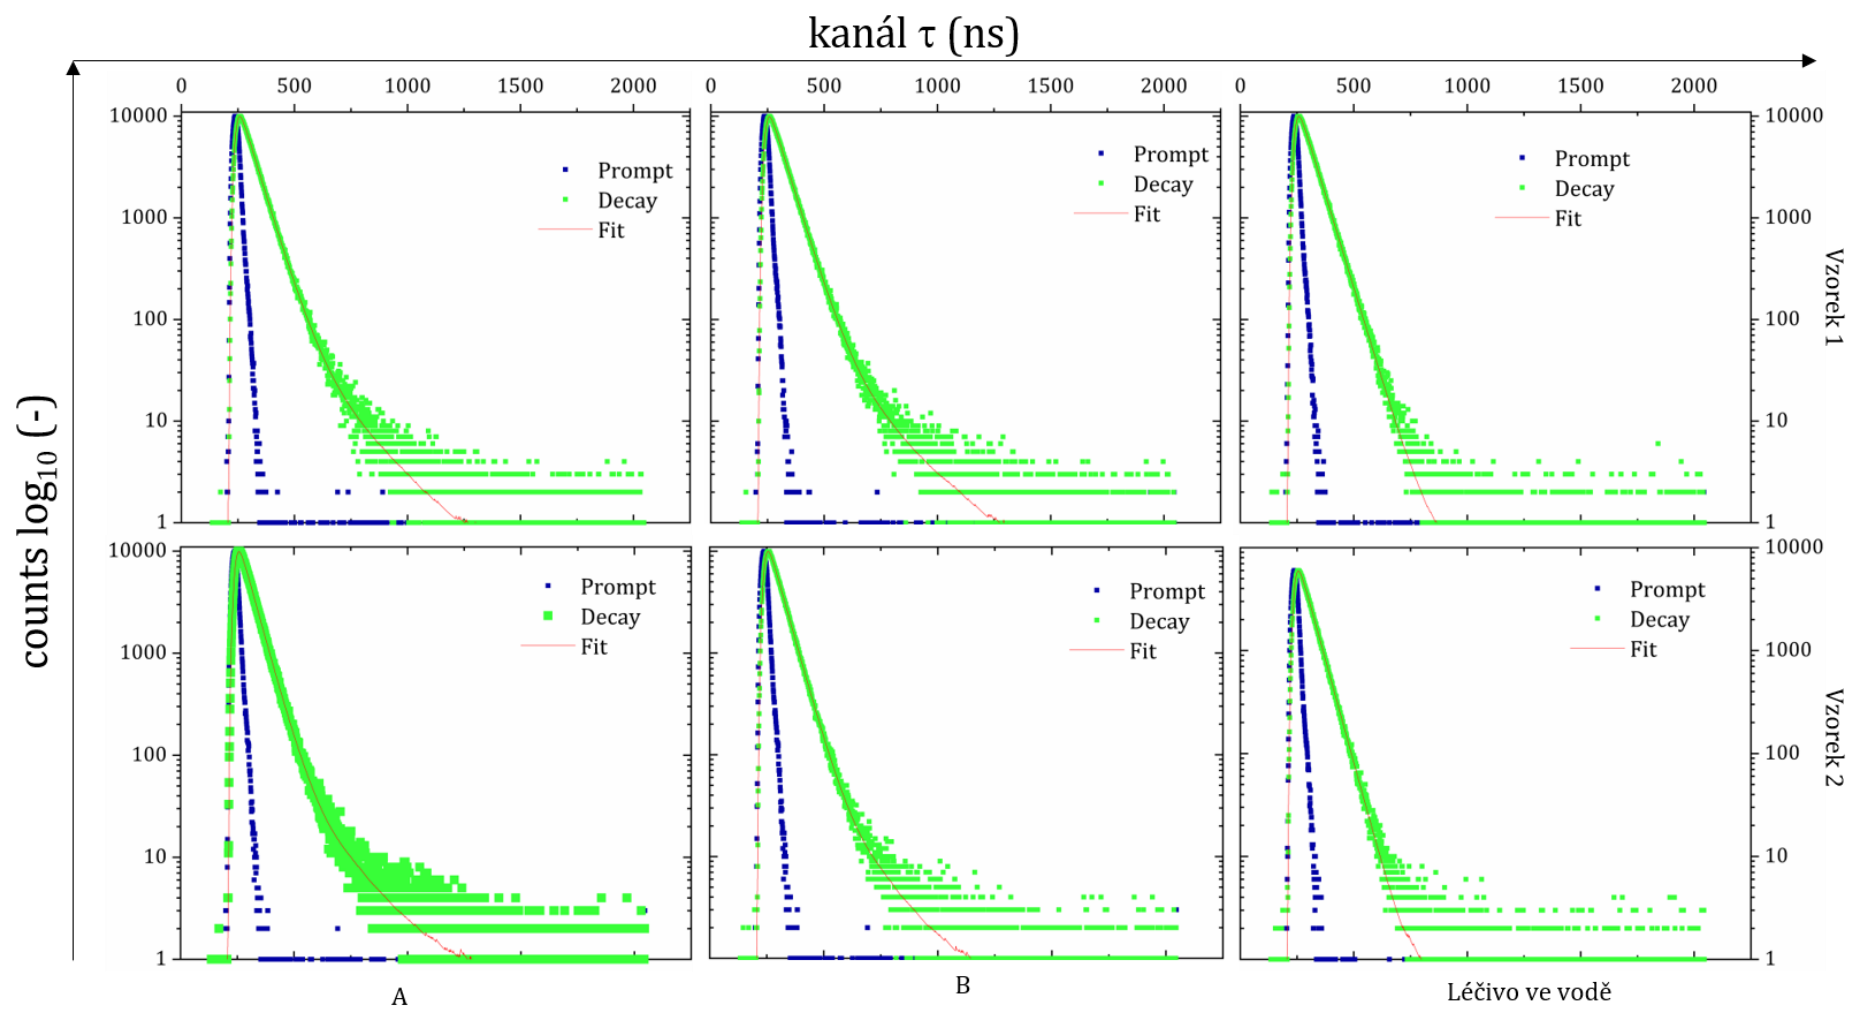 kanál τ (ns)
0 500 1000 1500 2000 0 500 1000 1500 2000 0 500 1000 1500 2000
counts log10 (-)
10000
1000
100
10
1
Prompt
Decay
Fit
Prompt
Decay
Fit
Prompt
Decay
Fit
10000
1000
100
10
1
Vzorek 1
10000
1000
100
10
1
Prompt
Decay
Fit
Prompt
Decay
Fit
Prompt
Decay
Fit
10000
1000
100
10
1
Vzorek 2
A
B
Léčivo ve vodě